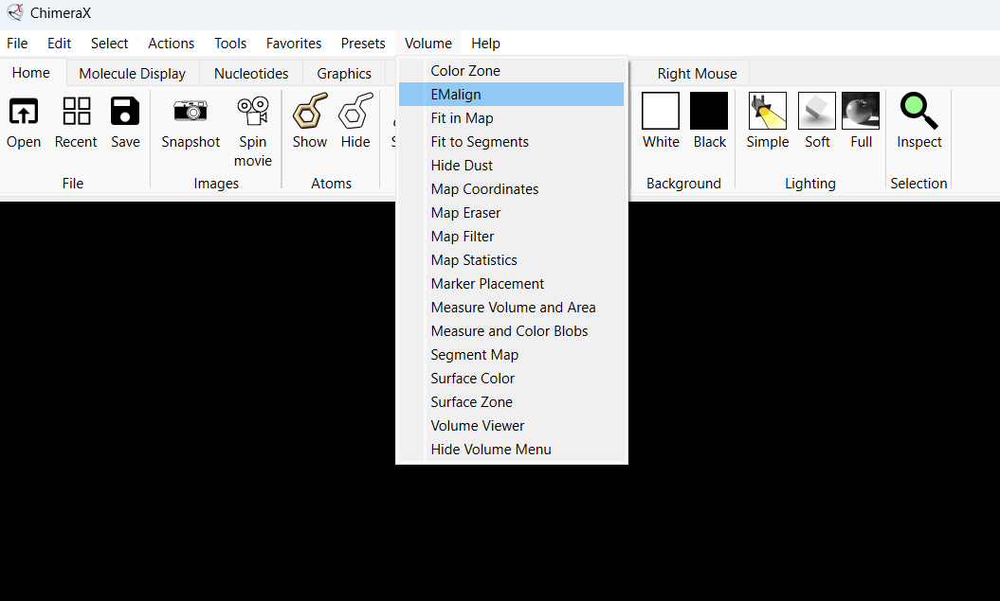 ChimeraX
File Edit Select Actions Tools Favorites Presets Volume Help
Home Molecule Display Nucleotides Graphics Right Mouse
Open Recent Save Snapshot Spin movie Show Hide White Black Simple Soft Full Inspect
File Images Atoms Background Lighting Selection
Color Zone
EMalign
Fit in Map
Fit to Segments
Hide Dust
Map Coordinates
Map Eraser
Map Filter
Map Statistics
Marker Placement
Measure Volume and Area
Measure and Color Blobs
Segment Map
Surface Color
Surface Zone
Volume Viewer
Hide Volume Menu